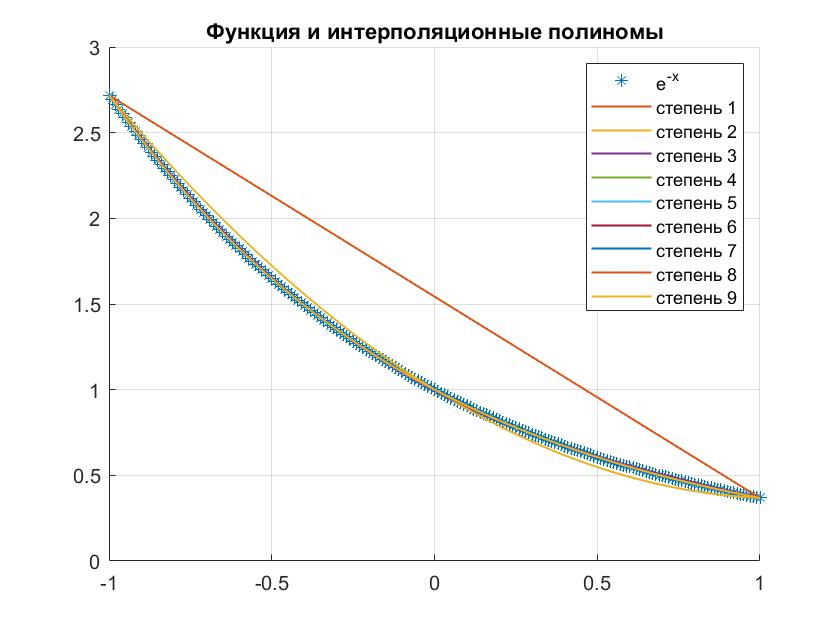 Функция и интерполяционные полиномы
3
2.5
2
1.5
1
0.5
0
-1
-0.5
0
0.5
1
e^-x
степень 1
степень 2
степень 3
степень 4
степень 5
степень 6
степень 7
степень 8
степень 9